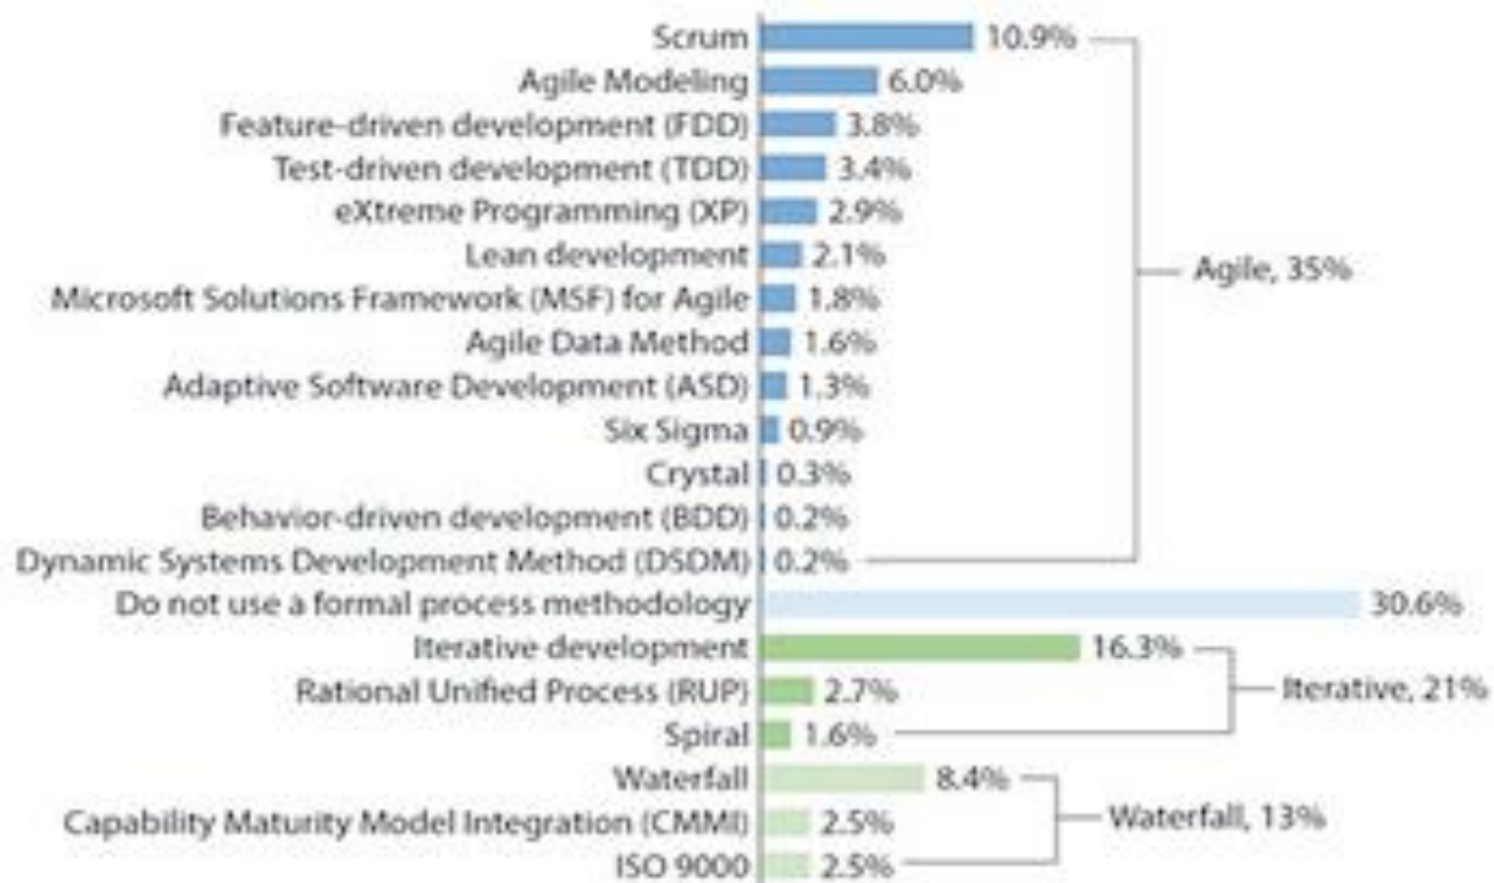 Scrum 10.9%
Agile Modeling 6.0%
Feature-driven development (FDD) 3.8%
Test-driven development (TDD) 3.4%
eXtreme Programming (XP) 2.9%
Lean development 2.1%
Agile, 35%
Microsoft Solutions Framework (MSF) for Agile 1.8%
Agile Data Method 1.6%
Adaptive Software Development (ASD) 1.3%
Six Sigma 0.9%
Crystal 0.3%
Behavior-driven development (BDD) 0.2%
Dynamic Systems Development Method (DSDM) 0.2%
Do not use a formal process methodology 30.6%
Iterative development 16.3%
Rational Unified Process (RUP) 2.7%
Iterative, 21%
Spiral 1.6%
Waterfall 8.4%
Capability Maturity Model Integration (CMMI) 2.5%
Waterfall, 13%
ISO 9000 2.5%